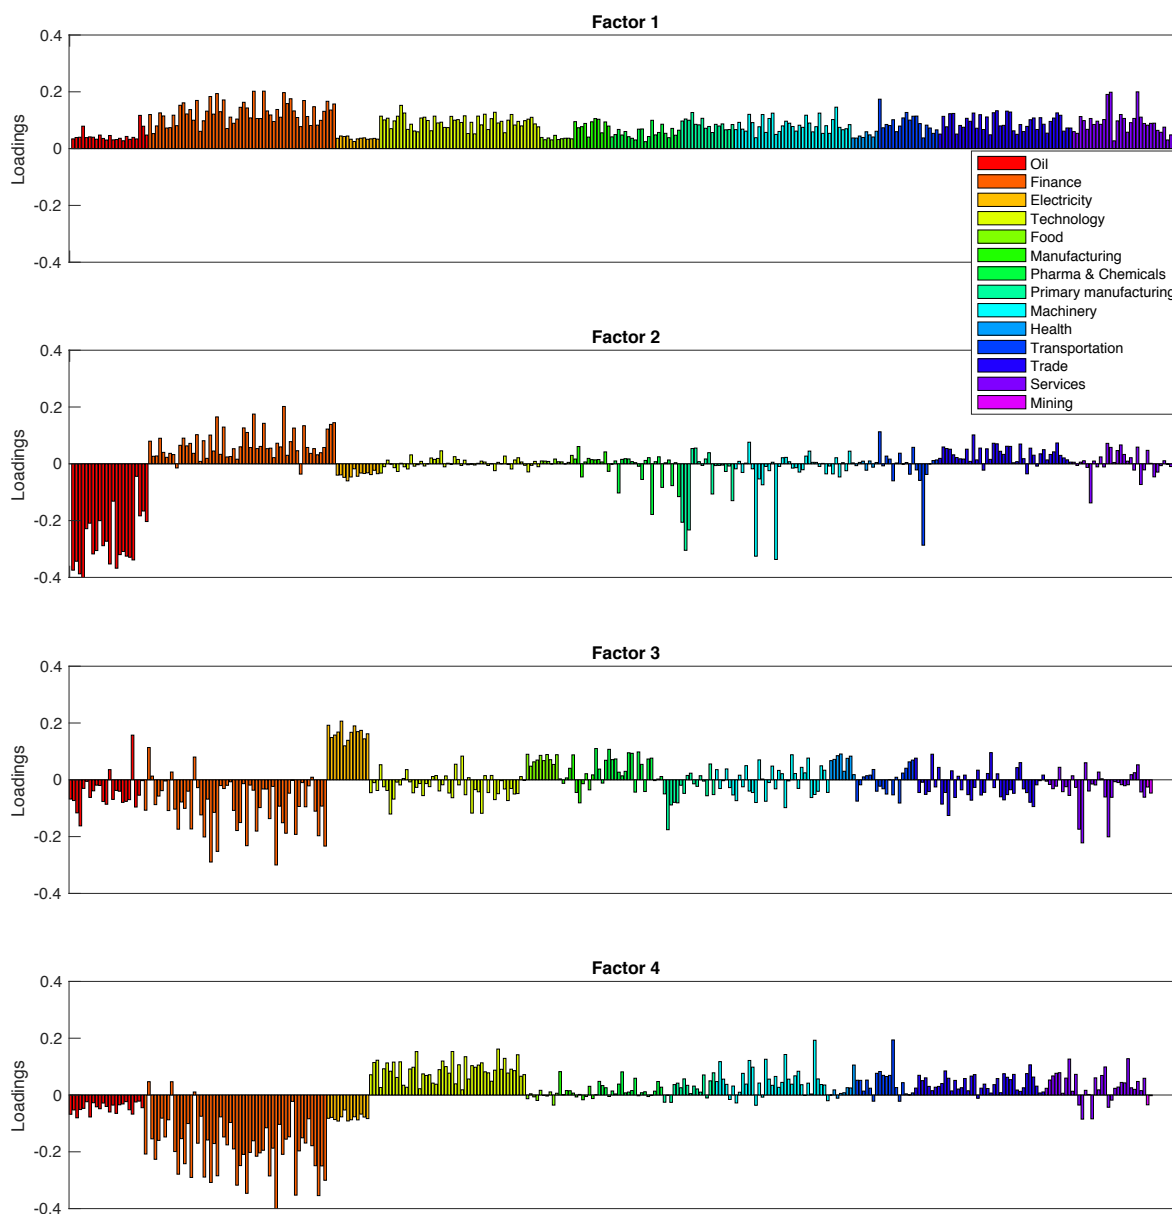 Factor 1
0.4
0.2
0
-0.2
-0.4
Loadings
Oil
Finance
Electricity
Technology
Food
Manufacturing
Pharma & Chemicals
Primary manufacturing
Machinery
Health
Transportation
Trade
Services
Mining
Factor 2
0.4
0.2
0
-0.2
-0.4
Loadings
Factor 3
0.4
0.2
0
-0.2
-0.4
Loadings
Factor 4
0.4
0.2
0
-0.2
-0.4
Loadings